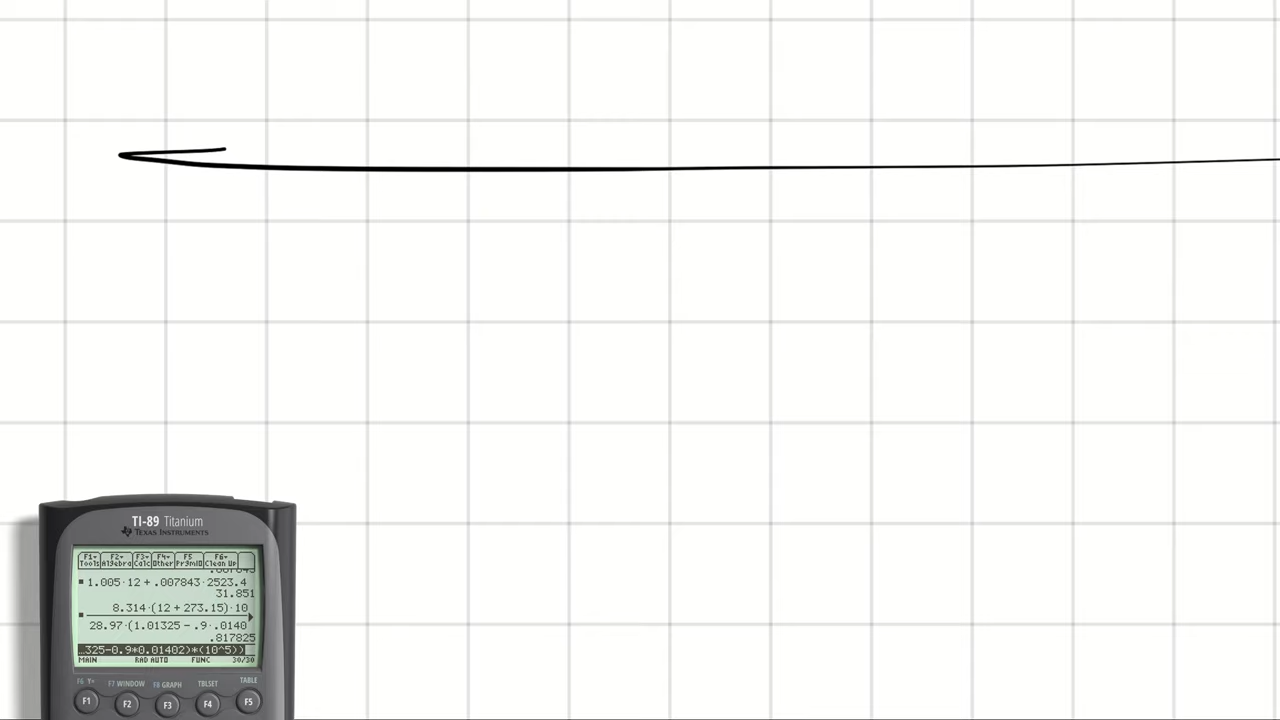 TI-89 Titanium
TEXAS INSTRUMENTS
F1▾ F2▾ F3▾ F4▾ F5 F6▾
Tools Algebra Calc Other PrgmIO Clean Up
1.005·12 + .007843·2523.4
31.851
8.314·(12 + 273.15)·10
28.97·(1.01325 - .9·.0140
.817825
…325-0.9*0.01402)*(10^5))
MAIN RAD AUTO FUNC 30/30
F6 Y= F7 WINDOW F8 GRAPH TBLSET TABLE
F1 F2 F3 F4 F5